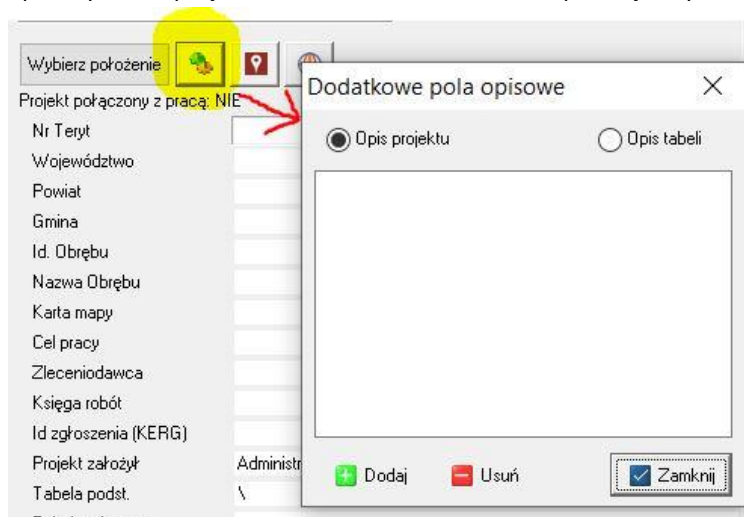 Wybierz położenie
Projekt połączony z pracą: NIE
Nr Teryt
Województwo
Powiat
Gmina
Id. Obrębu
Nazwa Obrębu
Karta mapy
Cel pracy
Zleceniodawca
Księga robót
Id zgłoszenia (KERG)
Projekt założył Administr
Tabela podst. \
Dodatkowe pola opisowe
Opis projektu Opis tabeli
Dodaj Usuń Zamknij